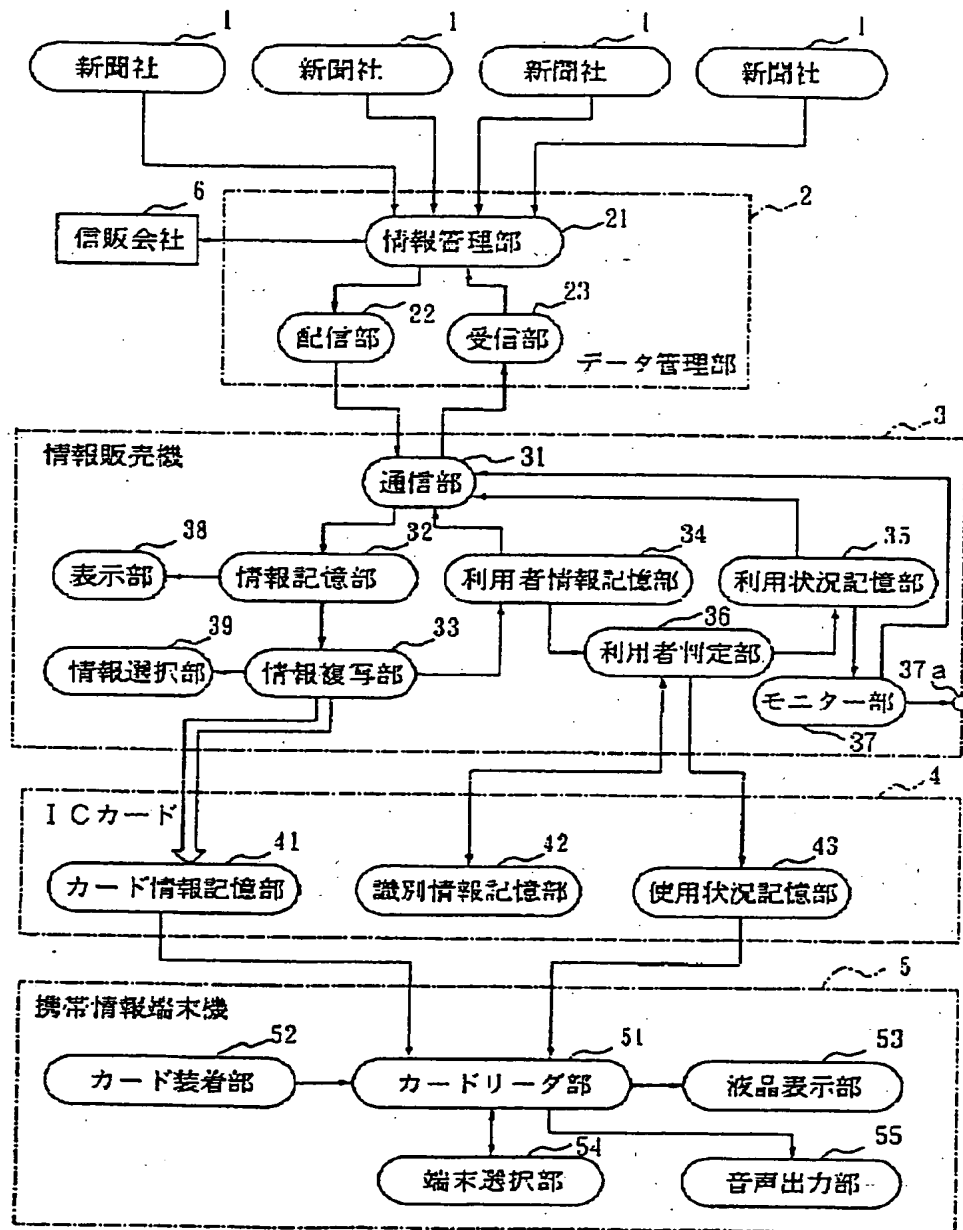 1 1 1 1
新聞社 新聞社 新聞社 新聞社
6 2
信販会社 情報管理部 21
22 23
配信部 受信部
データ管理部
3
情報販売機 31
通信部
38 32 34 35
表示部 情報記憶部 利用者情報記憶部 利用状況記憶部
39 33 36
情報選択部 情報複写部 利用者判定部 37a
モニター部
37
4
ICカード
41 42 43
カード情報記憶部 識別情報記憶部 使用状況記憶部
5
携帯情報端末機
52 51 53
カード装着部 カードリーダ部 液晶表示部
54 55
端末選択部 音声出力部